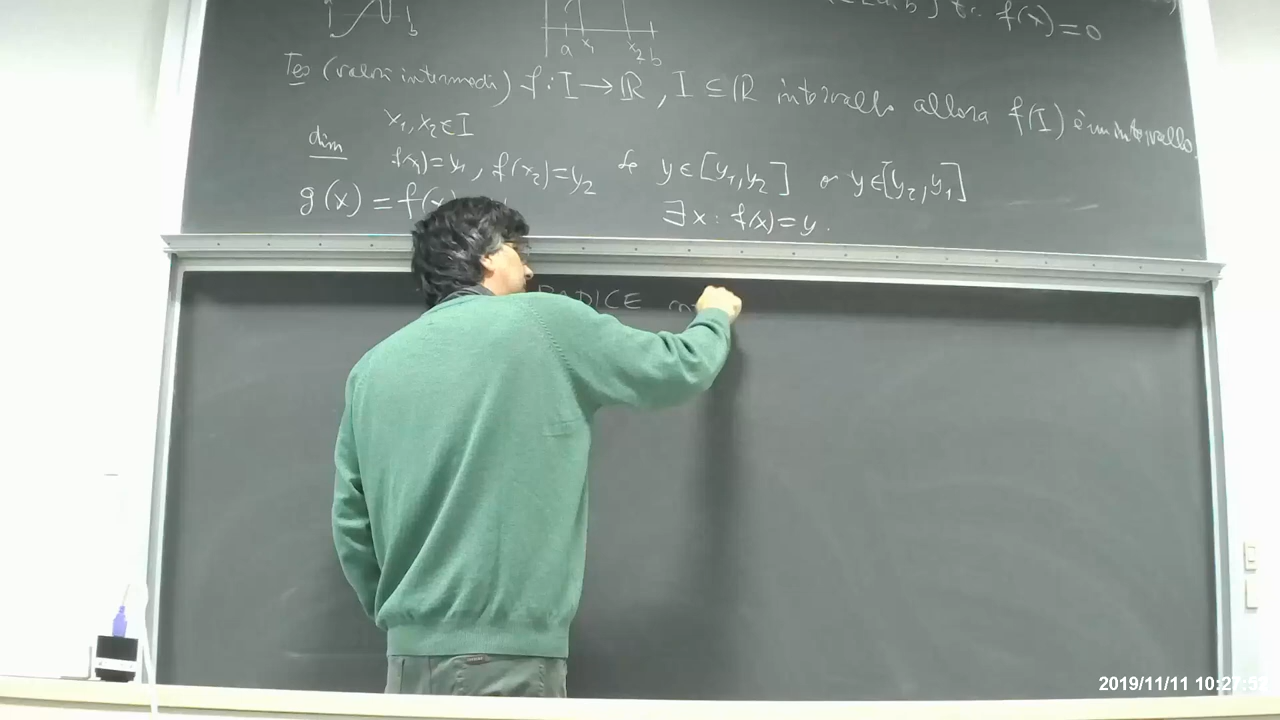 b
a x₁ x₂ b
t.c. f(x)=0
Teo (valori intermedi) f: I → ℝ, I ⊆ ℝ intervallo allora f(I) è un intervallo.
x₁, x₂ ∈ I
dim
f(x₁)=y₁, f(x₂)=y₂ se y∈[y₁,y₂] o y∈[y₂,y₁]
g(x)=f(x)
∃x: f(x)=y.
RADICE
2019/11/11 10:27:53